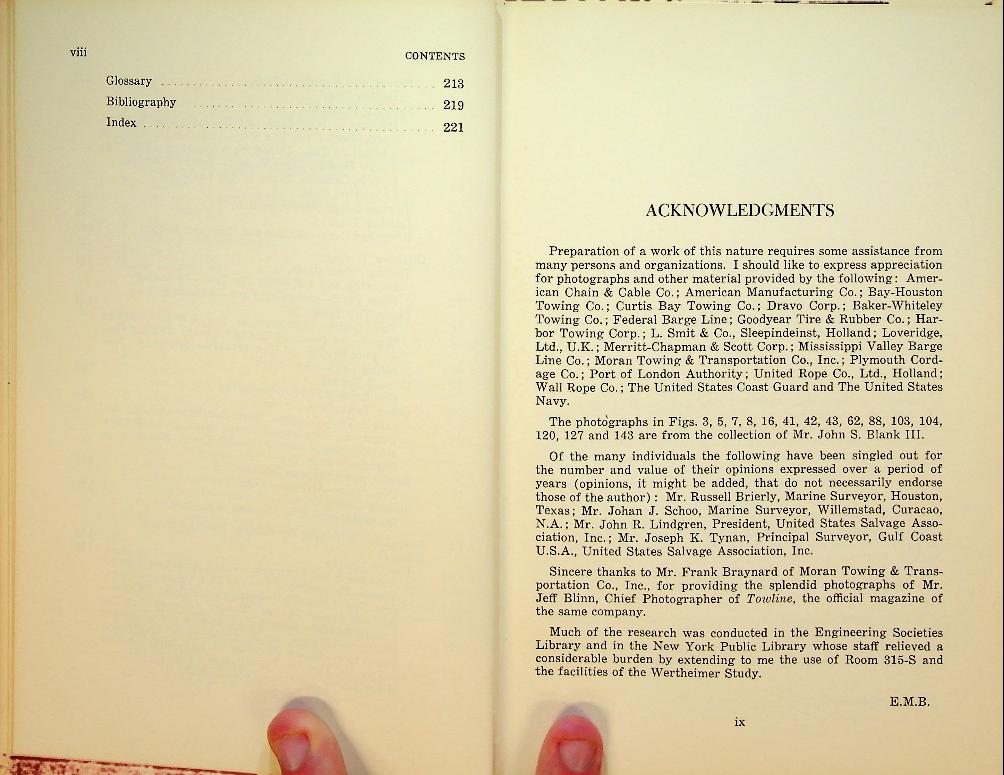 viii CONTENTS
Glossary 213
Bibliography 219
Index 221
ACKNOWLEDGMENTS
Preparation of a work of this nature requires some assistance from
many persons and organizations. I should like to express appreciation
for photographs and other material provided by the following: Amer-
ican Chain & Cable Co.; American Manufacturing Co.; Bay-Houston
Towing Co.; Curtis Bay Towing Co.; Dravo Corp.; Baker-Whiteley
Towing Co.; Federal Barge Line; Goodyear Tire & Rubber Co.; Har-
bor Towing Corp.; L. Smit & Co., Sleepindeinst, Holland; Loveridge,
Ltd., U.K.; Merritt-Chapman & Scott Corp.; Mississippi Valley Barge
Line Co.; Moran Towing & Transportation Co., Inc.; Plymouth Cord-
age Co.; Port of London Authority; United Rope Co., Ltd., Holland;
Wall Rope Co.; The United States Coast Guard and The United States
Navy.
The photographs in Figs. 3, 5, 7, 8, 16, 41, 42, 43, 62, 88, 103, 104,
120, 127 and 143 are from the collection of Mr. John S. Blank III.
Of the many individuals the following have been singled out for
the number and value of their opinions expressed over a period of
years (opinions, it might be added, that do not necessarily endorse
those of the author): Mr. Russell Brierly, Marine Surveyor, Houston,
Texas; Mr. Johan J. Schoo, Marine Surveyor, Willemstad, Curacao,
N.A.; Mr. John R. Lindgren, President, United States Salvage Asso-
ciation, Inc.; Mr. Joseph K. Tynan, Principal Surveyor, Gulf Coast
U.S.A., United States Salvage Association, Inc.
Sincere thanks to Mr. Frank Braynard of Moran Towing & Trans-
portation Co., Inc., for providing the splendid photographs of Mr.
Jeff Blinn, Chief Photographer of Towline, the official magazine of
the same company.
Much of the research was conducted in the Engineering Societies
Library and in the New York Public Library whose staff relieved a
considerable burden by extending to me the use of Room 315-S and
the facilities of the Wertheimer Study.
E.M.B.
ix